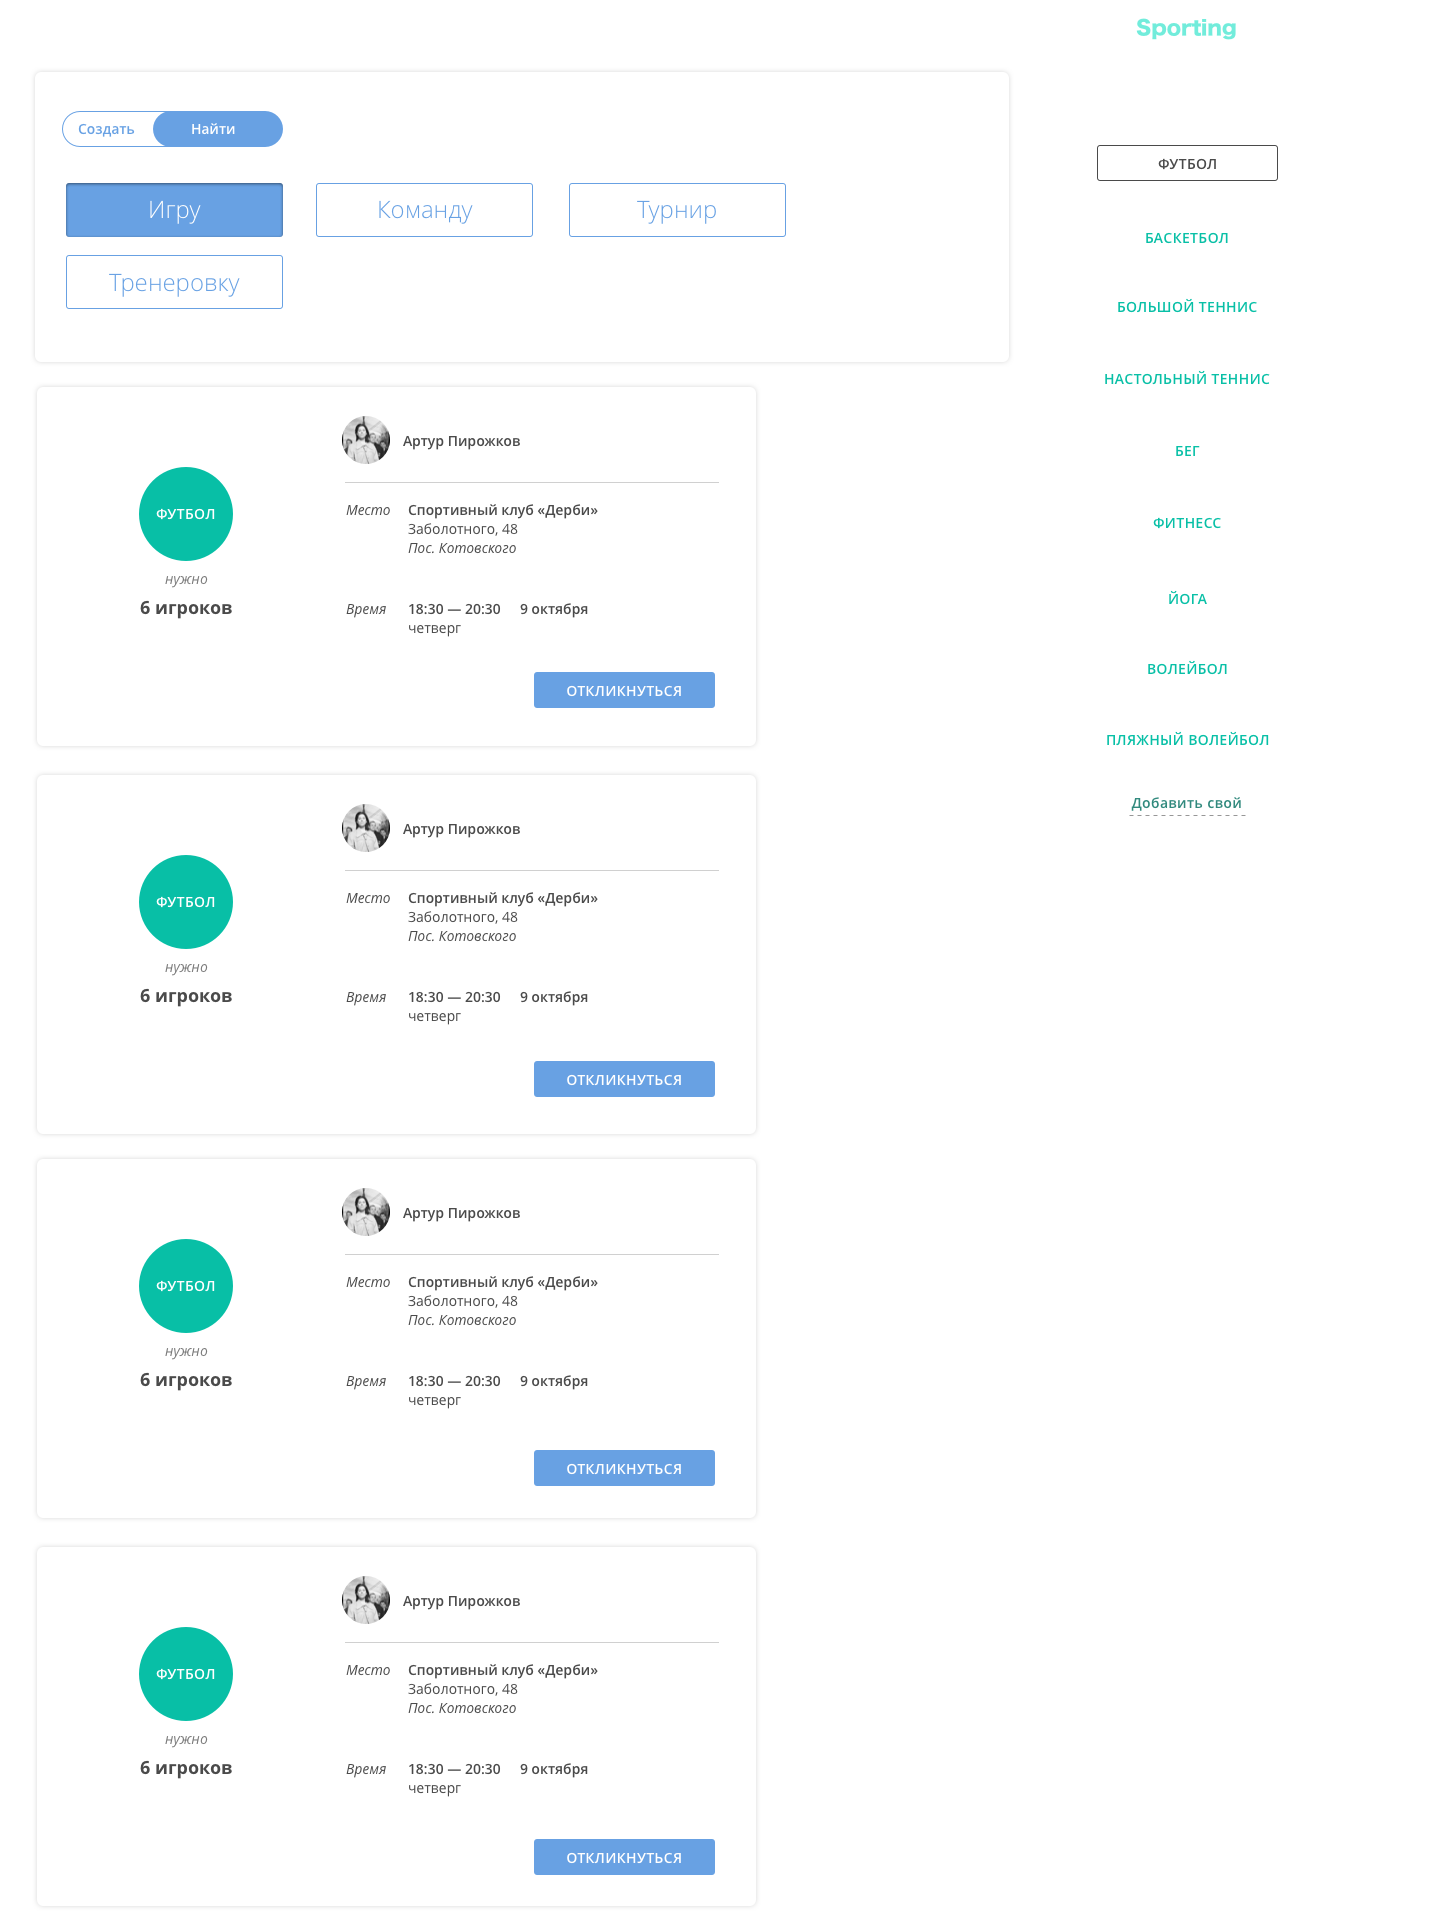 Sporting
Создать
Найти
Игру
Команду
Турнир
Тренеровку
Артур Пирожков
ФУТБОЛ
нужно
6 игроков
Место
Спортивный клуб «Дерби»
Заболотного, 48
Пос. Котовского
Время
18:30 — 20:30 9 октября
четверг
ОТКЛИКНУТЬСЯ
Артур Пирожков
ФУТБОЛ
нужно
6 игроков
Место
Спортивный клуб «Дерби»
Заболотного, 48
Пос. Котовского
Время
18:30 — 20:30 9 октября
четверг
ОТКЛИКНУТЬСЯ
Артур Пирожков
ФУТБОЛ
нужно
6 игроков
Место
Спортивный клуб «Дерби»
Заболотного, 48
Пос. Котовского
Время
18:30 — 20:30 9 октября
четверг
ОТКЛИКНУТЬСЯ
Артур Пирожков
ФУТБОЛ
нужно
6 игроков
Место
Спортивный клуб «Дерби»
Заболотного, 48
Пос. Котовского
Время
18:30 — 20:30 9 октября
четверг
ОТКЛИКНУТЬСЯ
ФУТБОЛ
БАСКЕТБОЛ
БОЛЬШОЙ ТЕННИС
НАСТОЛЬНЫЙ ТЕННИС
БЕГ
ФИТНЕСС
ЙОГА
ВОЛЕЙБОЛ
ПЛЯЖНЫЙ ВОЛЕЙБОЛ
Добавить свой